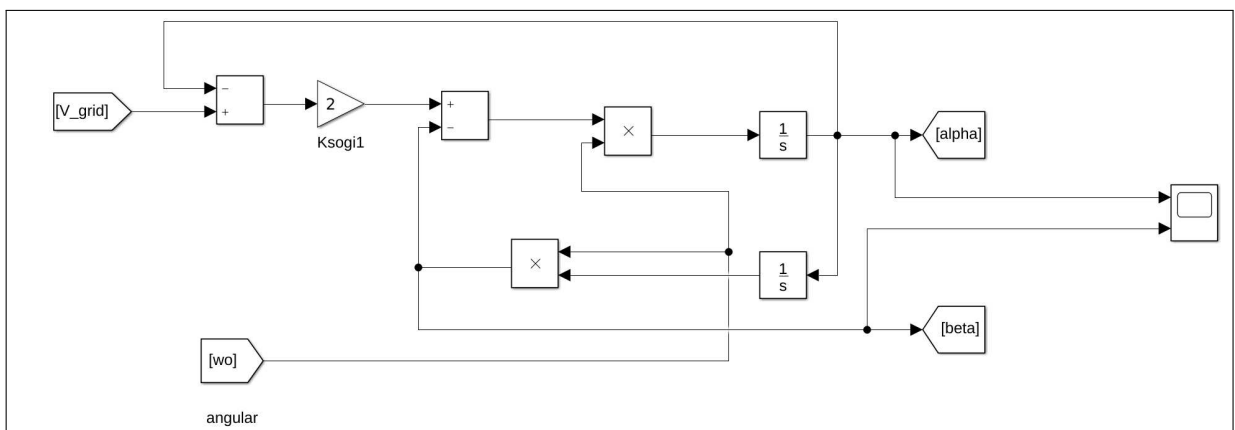 [V_grid]
−
+
2
Ksogi1
+
−
×
1
s
[alpha]
×
1
s
[beta]
[wo]
angular